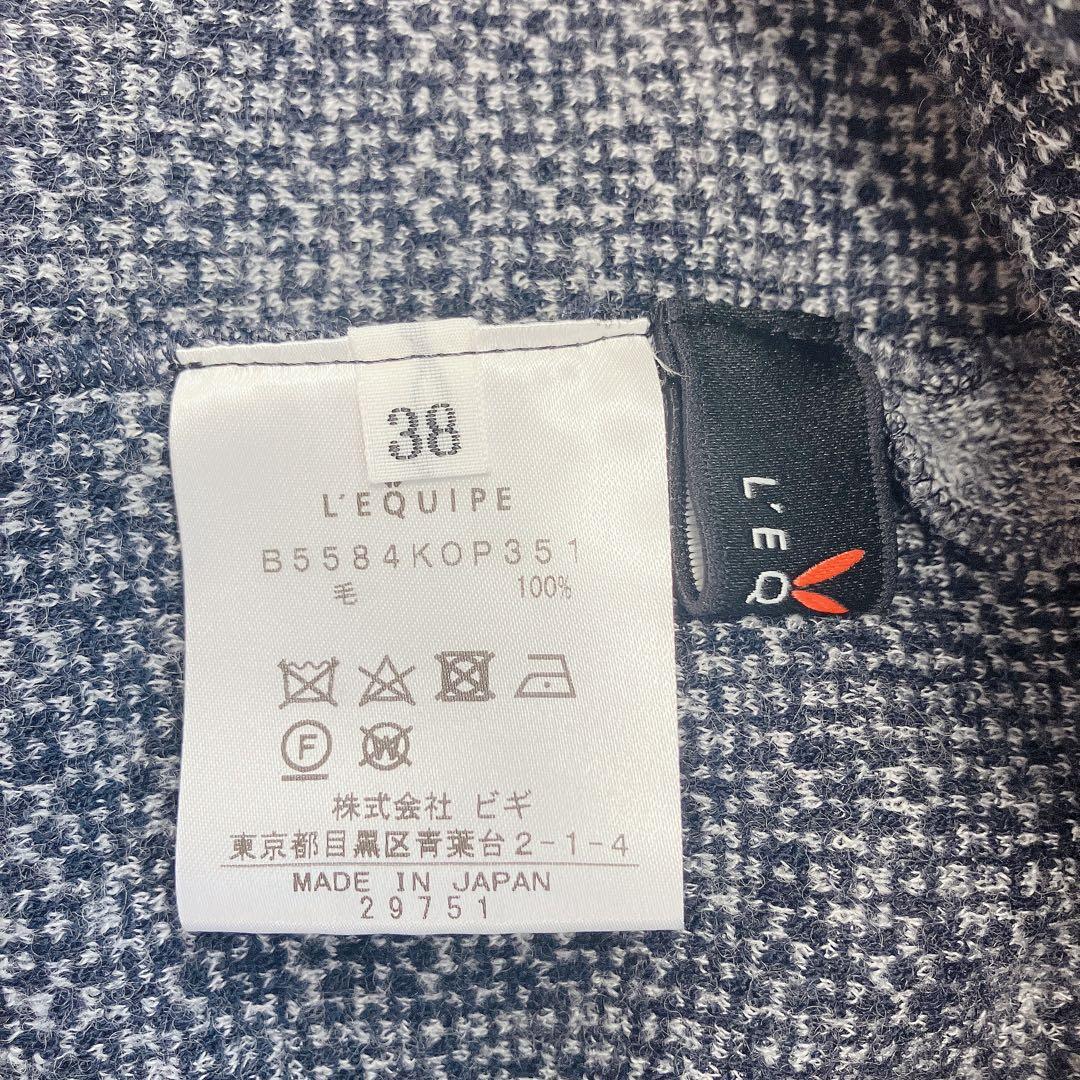 38
L'EQUIPE
B5584KOP351
毛 100%
F
W
株式会社 ビギ
東京都目黒区青葉台2-1-4
MADE IN JAPAN
29751
L'EQ